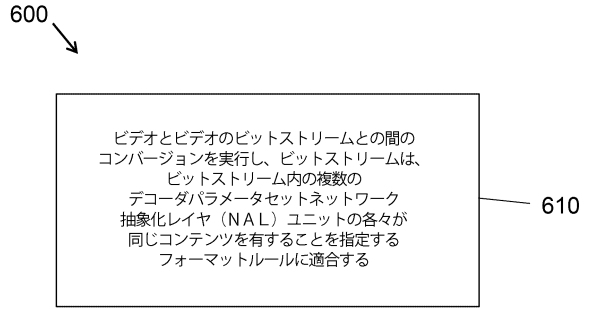 600
ビデオとビデオのビットストリームとの間の
コンバージョンを実行し、ビットストリームは、
ビットストリーム内の複数の
デコーダパラメータセットネットワーク
抽象化レイヤ（ＮＡＬ）ユニットの各々が
同じコンテンツを有することを指定する
フォーマットルールに適合する
610